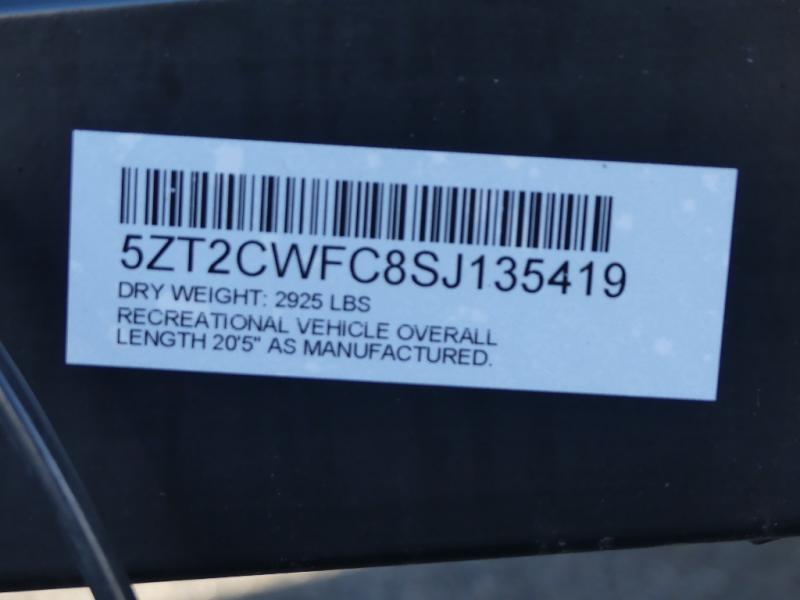 5ZT2CWFC8SJ135419
DRY WEIGHT: 2925 LBS
RECREATIONAL VEHICLE OVERALL
LENGTH 20'5" AS MANUFACTURED.